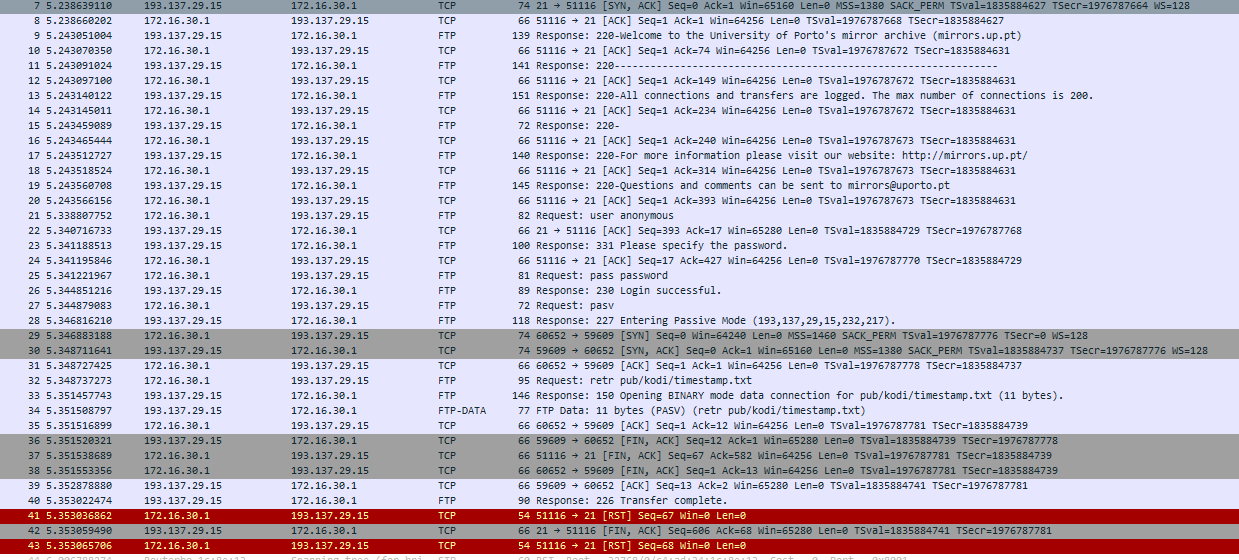 7 5.238639110 193.137.29.15 172.16.30.1 TCP 74 21 → 51116 [SYN, ACK] Seq=0 Ack=1 Win=65160 Len=0 MSS=1380 SACK_PERM TSval=1835884627 TSecr=1976787664 WS=128
8 5.238660202 172.16.30.1 193.137.29.15 TCP 66 51116 → 21 [ACK] Seq=1 Ack=1 Win=64256 Len=0 TSval=1976787668 TSecr=1835884627
9 5.243051004 193.137.29.15 172.16.30.1 FTP 139 Response: 220-Welcome to the University of Porto's mirror archive (mirrors.up.pt)
10 5.243070350 172.16.30.1 193.137.29.15 TCP 66 51116 → 21 [ACK] Seq=1 Ack=74 Win=64256 Len=0 TSval=1976787672 TSecr=1835884631
11 5.243091024 193.137.29.15 172.16.30.1 FTP 141 Response: 220---------------------------------------------------------------
12 5.243097100 172.16.30.1 193.137.29.15 TCP 66 51116 → 21 [ACK] Seq=1 Ack=149 Win=64256 Len=0 TSval=1976787672 TSecr=1835884631
13 5.243140122 193.137.29.15 172.16.30.1 FTP 151 Response: 220-All connections and transfers are logged. The max number of connections is 200.
14 5.243145011 172.16.30.1 193.137.29.15 TCP 66 51116 → 21 [ACK] Seq=1 Ack=234 Win=64256 Len=0 TSval=1976787672 TSecr=1835884631
15 5.243459089 193.137.29.15 172.16.30.1 FTP 72 Response: 220-
16 5.243465444 172.16.30.1 193.137.29.15 TCP 66 51116 → 21 [ACK] Seq=1 Ack=240 Win=64256 Len=0 TSval=1976787673 TSecr=1835884631
17 5.243512727 193.137.29.15 172.16.30.1 FTP 140 Response: 220-For more information please visit our website: http://mirrors.up.pt/
18 5.243518524 172.16.30.1 193.137.29.15 TCP 66 51116 → 21 [ACK] Seq=1 Ack=314 Win=64256 Len=0 TSval=1976787673 TSecr=1835884631
19 5.243560708 193.137.29.15 172.16.30.1 FTP 145 Response: 220-Questions and comments can be sent to mirrors@uporto.pt
20 5.243566156 172.16.30.1 193.137.29.15 TCP 66 51116 → 21 [ACK] Seq=1 Ack=393 Win=64256 Len=0 TSval=1976787673 TSecr=1835884631
21 5.338807752 172.16.30.1 193.137.29.15 FTP 82 Request: user anonymous
22 5.340716733 193.137.29.15 172.16.30.1 TCP 66 21 → 51116 [ACK] Seq=393 Ack=17 Win=65280 Len=0 TSval=1835884729 TSecr=1976787768
23 5.341188513 193.137.29.15 172.16.30.1 FTP 100 Response: 331 Please specify the password.
24 5.341195846 172.16.30.1 193.137.29.15 TCP 66 51116 → 21 [ACK] Seq=17 Ack=427 Win=64256 Len=0 TSval=1976787770 TSecr=1835884729
25 5.341221967 172.16.30.1 193.137.29.15 FTP 81 Request: pass password
26 5.344851216 193.137.29.15 172.16.30.1 FTP 89 Response: 230 Login successful.
27 5.344879083 172.16.30.1 193.137.29.15 FTP 72 Request: pasv
28 5.346816210 193.137.29.15 172.16.30.1 FTP 118 Response: 227 Entering Passive Mode (193,137,29,15,232,217).
29 5.346883188 172.16.30.1 193.137.29.15 TCP 74 60652 → 59609 [SYN] Seq=0 Win=64240 Len=0 MSS=1460 SACK_PERM TSval=1976787776 TSecr=0 WS=128
30 5.348711641 193.137.29.15 172.16.30.1 TCP 74 59609 → 60652 [SYN, ACK] Seq=0 Ack=1 Win=65160 Len=0 MSS=1380 SACK_PERM TSval=1835884737 TSecr=1976787776 WS=128
31 5.348727425 172.16.30.1 193.137.29.15 TCP 66 60652 → 59609 [ACK] Seq=1 Ack=1 Win=64256 Len=0 TSval=1976787778 TSecr=1835884737
32 5.348737273 172.16.30.1 193.137.29.15 FTP 95 Request: retr pub/kodi/timestamp.txt
33 5.351457743 193.137.29.15 172.16.30.1 FTP 146 Response: 150 Opening BINARY mode data connection for pub/kodi/timestamp.txt (11 bytes).
34 5.351508797 193.137.29.15 172.16.30.1 FTP-DATA 77 FTP Data: 11 bytes (PASV) (retr pub/kodi/timestamp.txt)
35 5.351516899 172.16.30.1 193.137.29.15 TCP 66 60652 → 59609 [ACK] Seq=1 Ack=12 Win=64256 Len=0 TSval=1976787781 TSecr=1835884739
36 5.351520321 193.137.29.15 172.16.30.1 TCP 66 59609 → 60652 [FIN, ACK] Seq=12 Ack=1 Win=65280 Len=0 TSval=1835884739 TSecr=1976787778
37 5.351538689 172.16.30.1 193.137.29.15 TCP 66 51116 → 21 [FIN, ACK] Seq=67 Ack=582 Win=64256 Len=0 TSval=1976787781 TSecr=1835884739
38 5.351553356 172.16.30.1 193.137.29.15 TCP 66 60652 → 59609 [FIN, ACK] Seq=1 Ack=13 Win=64256 Len=0 TSval=1976787781 TSecr=1835884739
39 5.352878880 193.137.29.15 172.16.30.1 TCP 66 59609 → 60652 [ACK] Seq=13 Ack=2 Win=65280 Len=0 TSval=1835884741 TSecr=1976787781
40 5.353022474 193.137.29.15 172.16.30.1 FTP 90 Response: 226 Transfer complete.
41 5.353036862 172.16.30.1 193.137.29.15 TCP 54 51116 → 21 [RST] Seq=67 Win=0 Len=0
42 5.353059490 193.137.29.15 172.16.30.1 TCP 66 21 → 51116 [FIN, ACK] Seq=606 Ack=68 Win=65280 Len=0 TSval=1835884741 TSecr=1976787781
43 5.353065706 172.16.30.1 193.137.29.15 TCP 54 51116 → 21 [RST] Seq=68 Win=0 Len=0